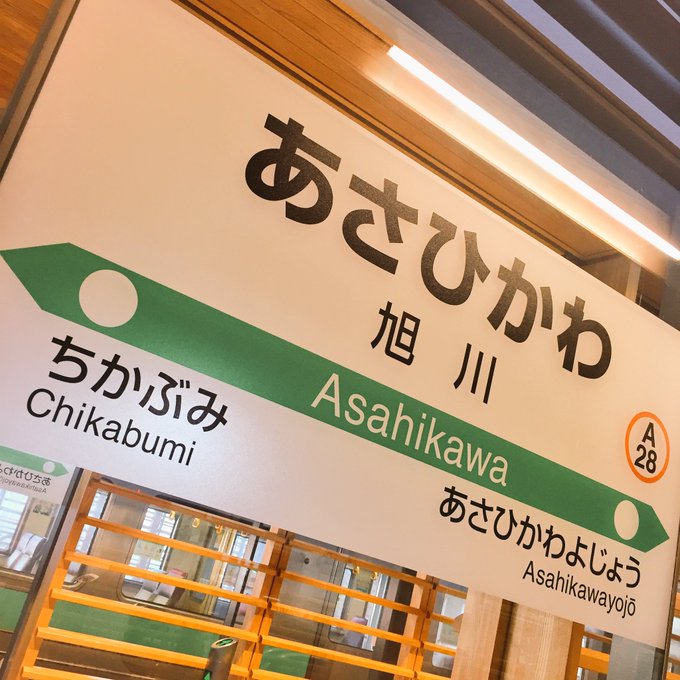 あさひかわ
旭川
Asahikawa
ちかぶみ
Chikabumi
あさひかわよじょう
Asahikawayojō
A
28